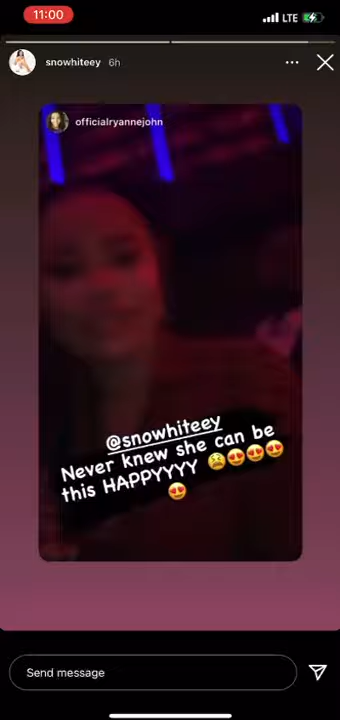 11:00
LTE
snowhiteey 6h
officialryannejohn
@snowhiteey
Never knew she can be
this HAPPYYYY 😫😍😍😍
😍
Send message